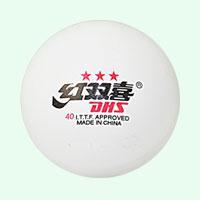 ★★★
红双喜®
DHS
40 I.T.T.F. APPROVED
MADE IN CHINA